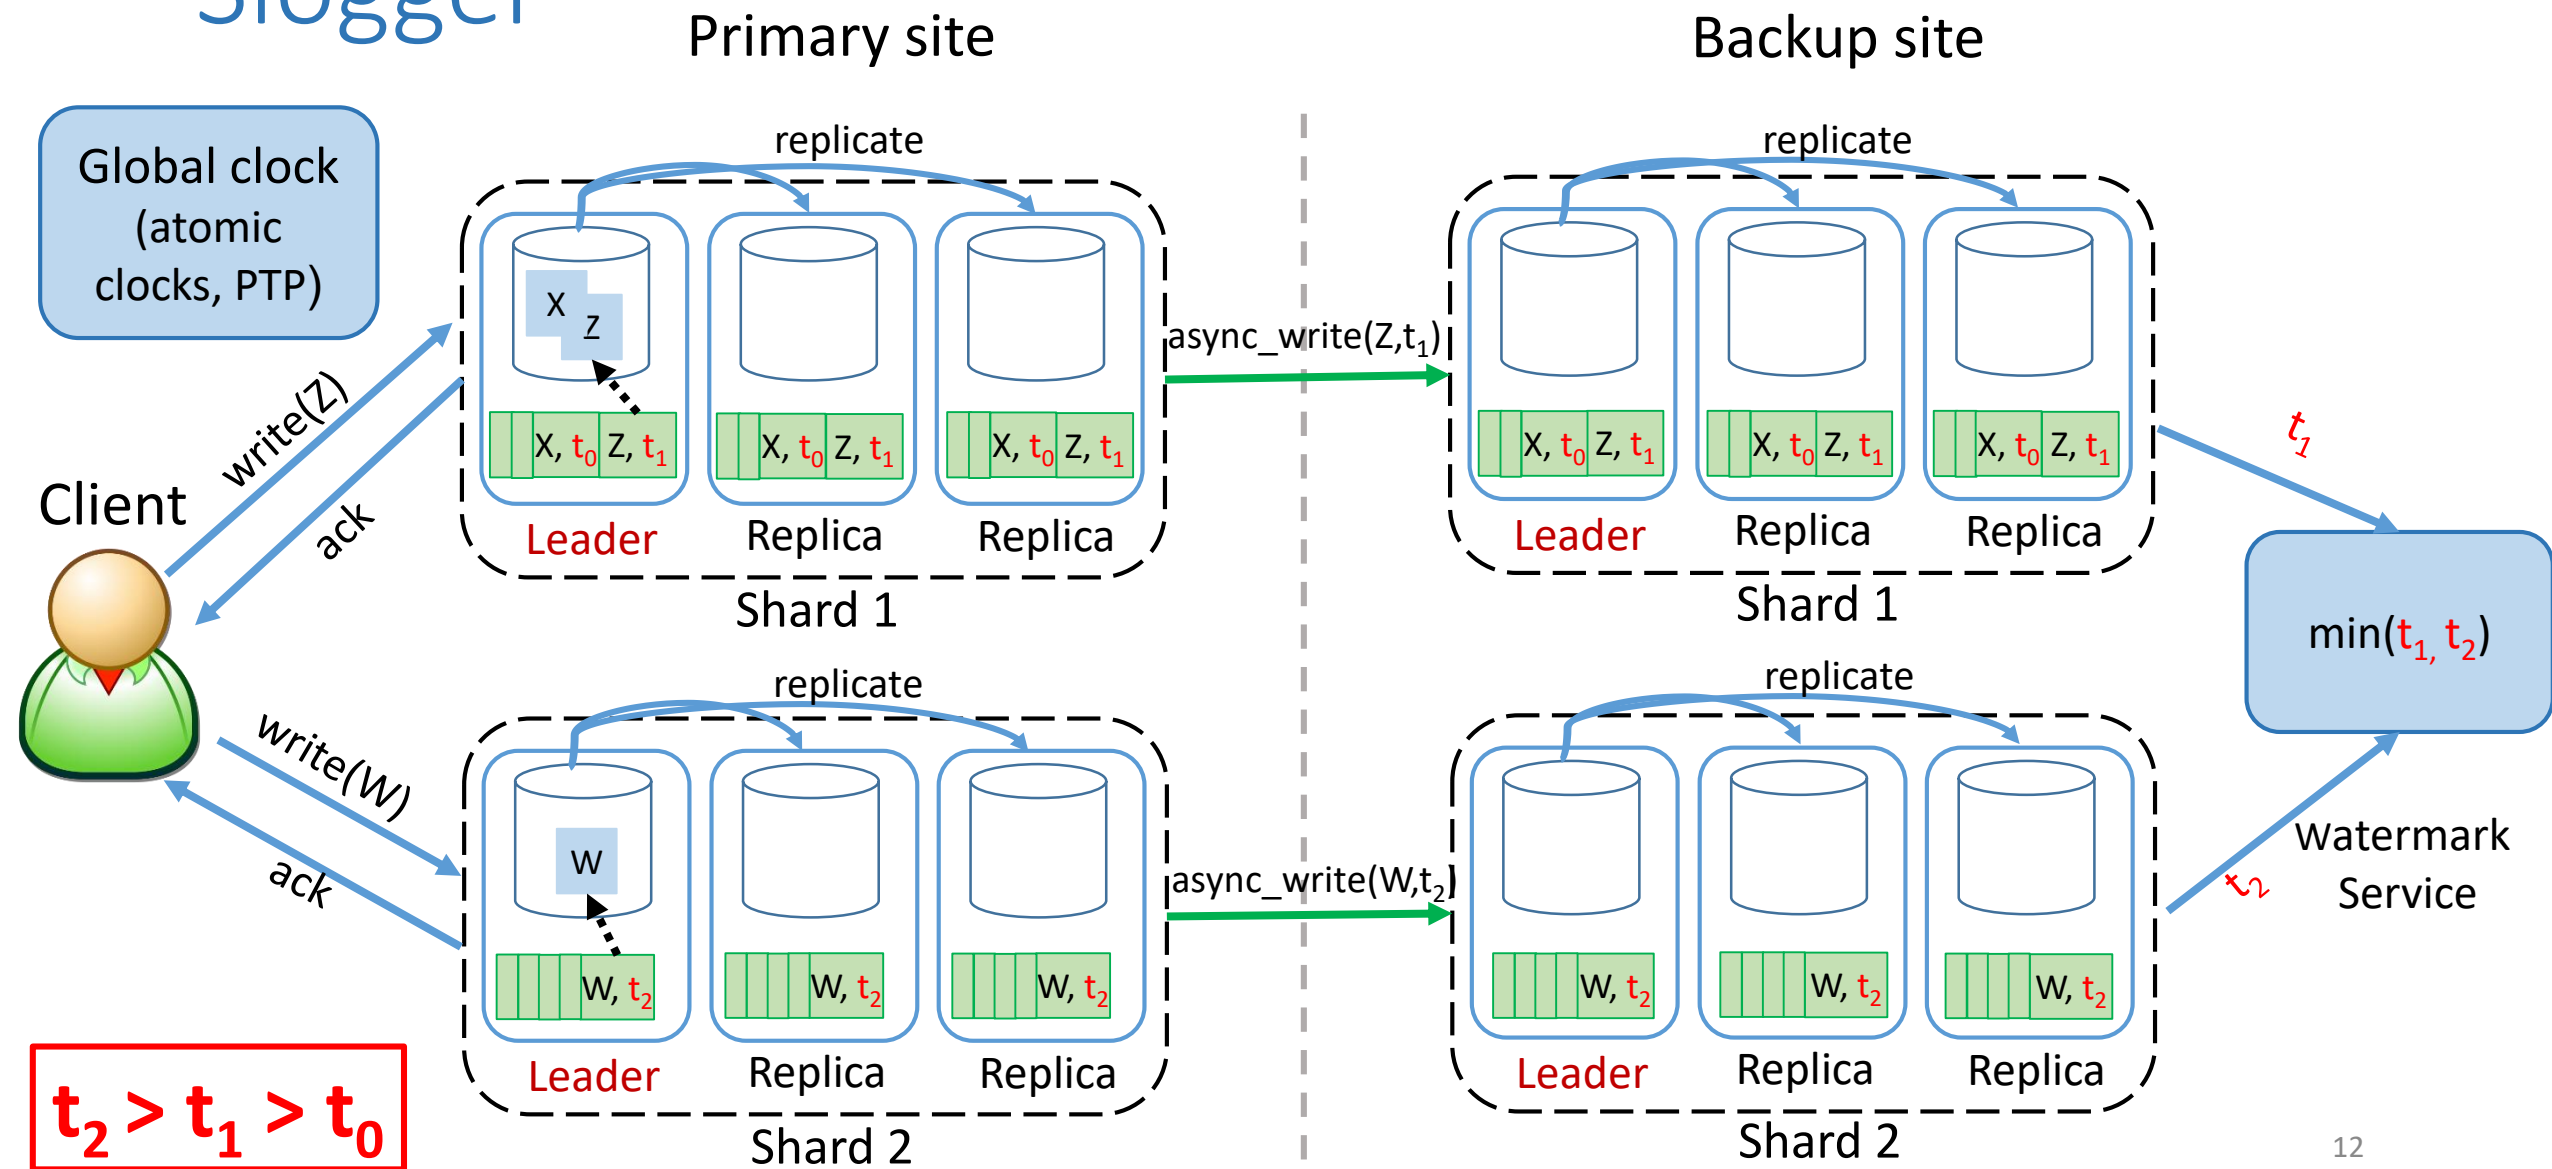 Slogger
Primary site
Backup site
Global clock
(atomic
clocks, PTP)
replicate
X
Z
X, t0 Z, t1
X, t0 Z, t1
X, t0 Z, t1
Leader
Replica
Replica
Shard 1
async_write(Z,t1)
replicate
X, t0 Z, t1
X, t0 Z, t1
X, t0 Z, t1
Leader
Replica
Replica
Shard 1
write(Z)
ack
Client
write(W)
ack
replicate
W
W, t2
W, t2
W, t2
Leader
Replica
Replica
Shard 2
async_write(W,t2)
replicate
W, t2
W, t2
W, t2
Leader
Replica
Replica
Shard 2
t1
min(t1, t2)
t2
Watermark
Service
t2 > t1 > t0
12